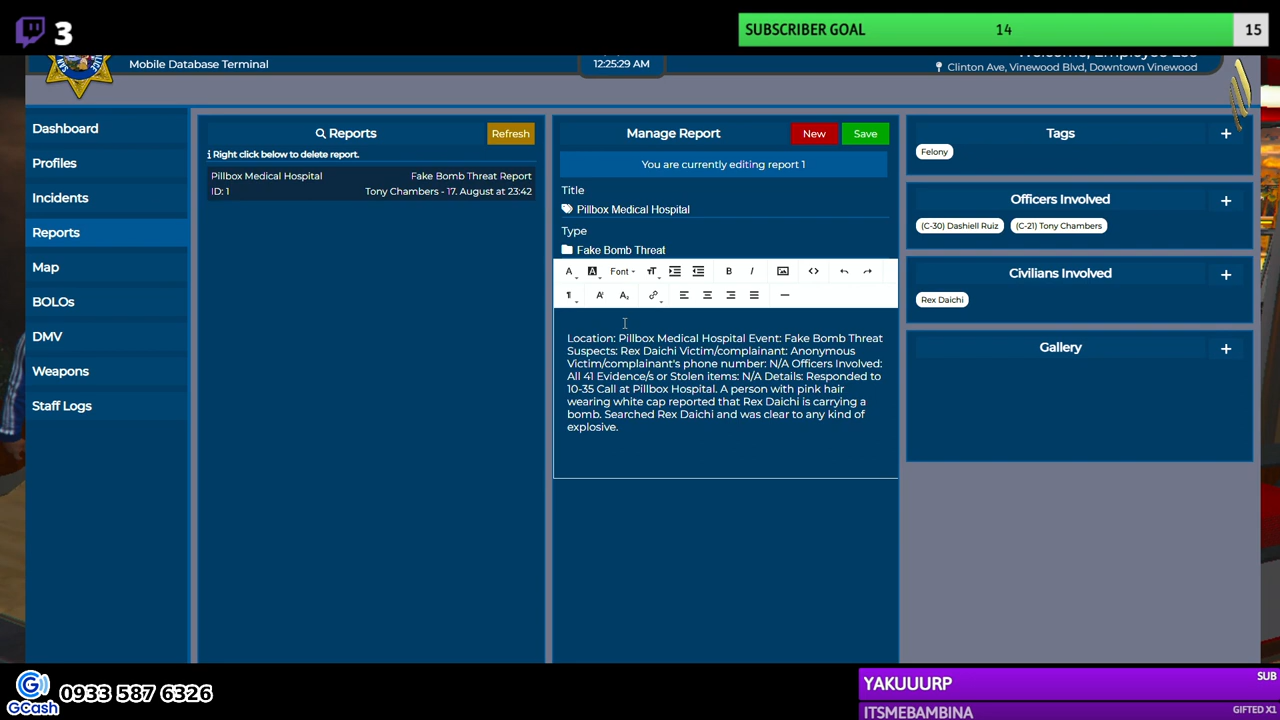 3
SUBSCRIBER GOAL
14
15
Mobile Database Terminal
12:25:29 AM
Clinton Ave, Vinewood Blvd, Downtown Vinewood
Dashboard
Profiles
Incidents
Reports
Map
BOLOs
DMV
Weapons
Staff Logs
Reports
Refresh
Right click below to delete report.
Pillbox Medical Hospital
Fake Bomb Threat Report
ID: 1
Tony Chambers - 17. August at 23:42
Manage Report
New
Save
You are currently editing report 1
Title
Pillbox Medical Hospital
Type
Fake Bomb Threat
Font
Location: Pillbox Medical Hospital Event: Fake Bomb Threat
Suspects: Rex Daichi Victim/complainant: Anonymous
Victim/complainant's phone number: N/A Officers Involved:
All 41 Evidence/s or Stolen items: N/A Details: Responded to
10-35 Call at Pillbox Hospital. A person with pink hair
wearing white cap reported that Rex Daichi is carrying a
bomb. Searched Rex Daichi and was clear to any kind of
explosive.
Tags
Felony
Officers Involved
(C-30) Dashiell Ruiz
(C-21) Tony Chambers
Civilians Involved
Rex Daichi
Gallery
GCash
0933 587 6326
YAKUUURP
SUB
ITSMEBAMBINA
GIFTED X1